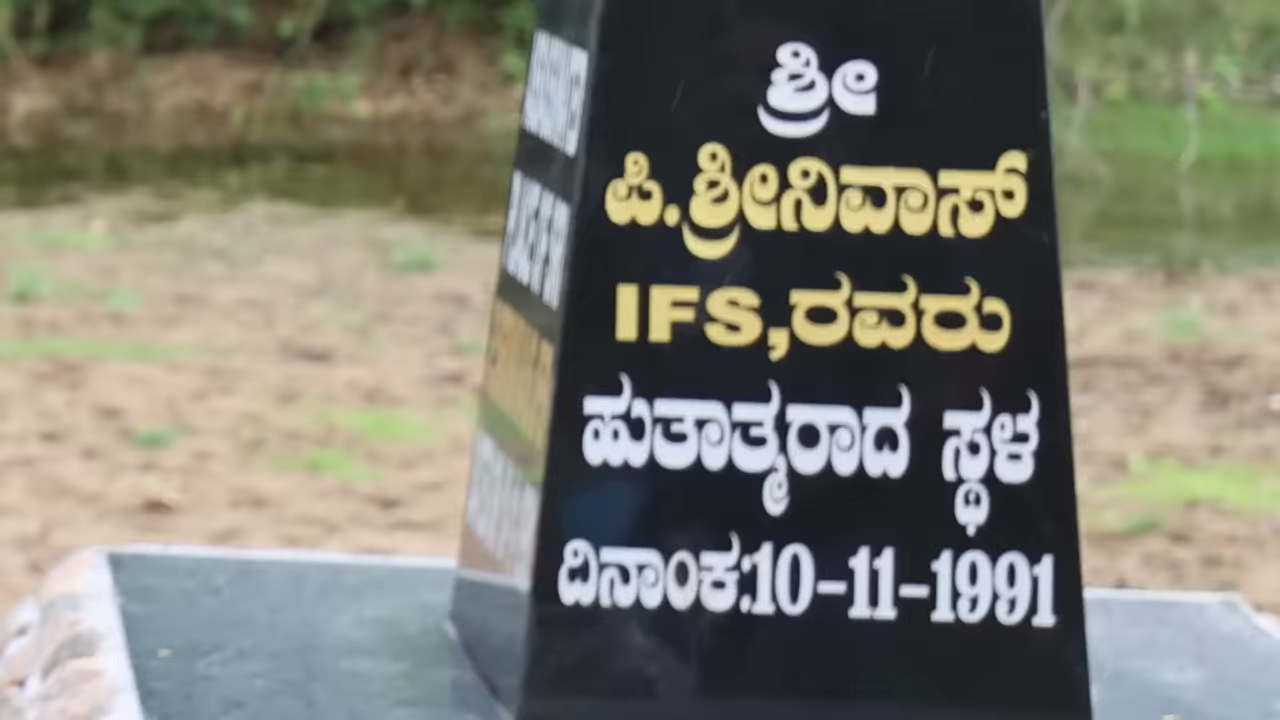 ಶ್ರೀ
ಪಿ.ಶ್ರೀನಿವಾಸ್
IFS,ರವರು
ಹುತಾತ್ಮರಾದ ಸ್ಥಳ
ದಿನಾಂಕ:10-11-1991